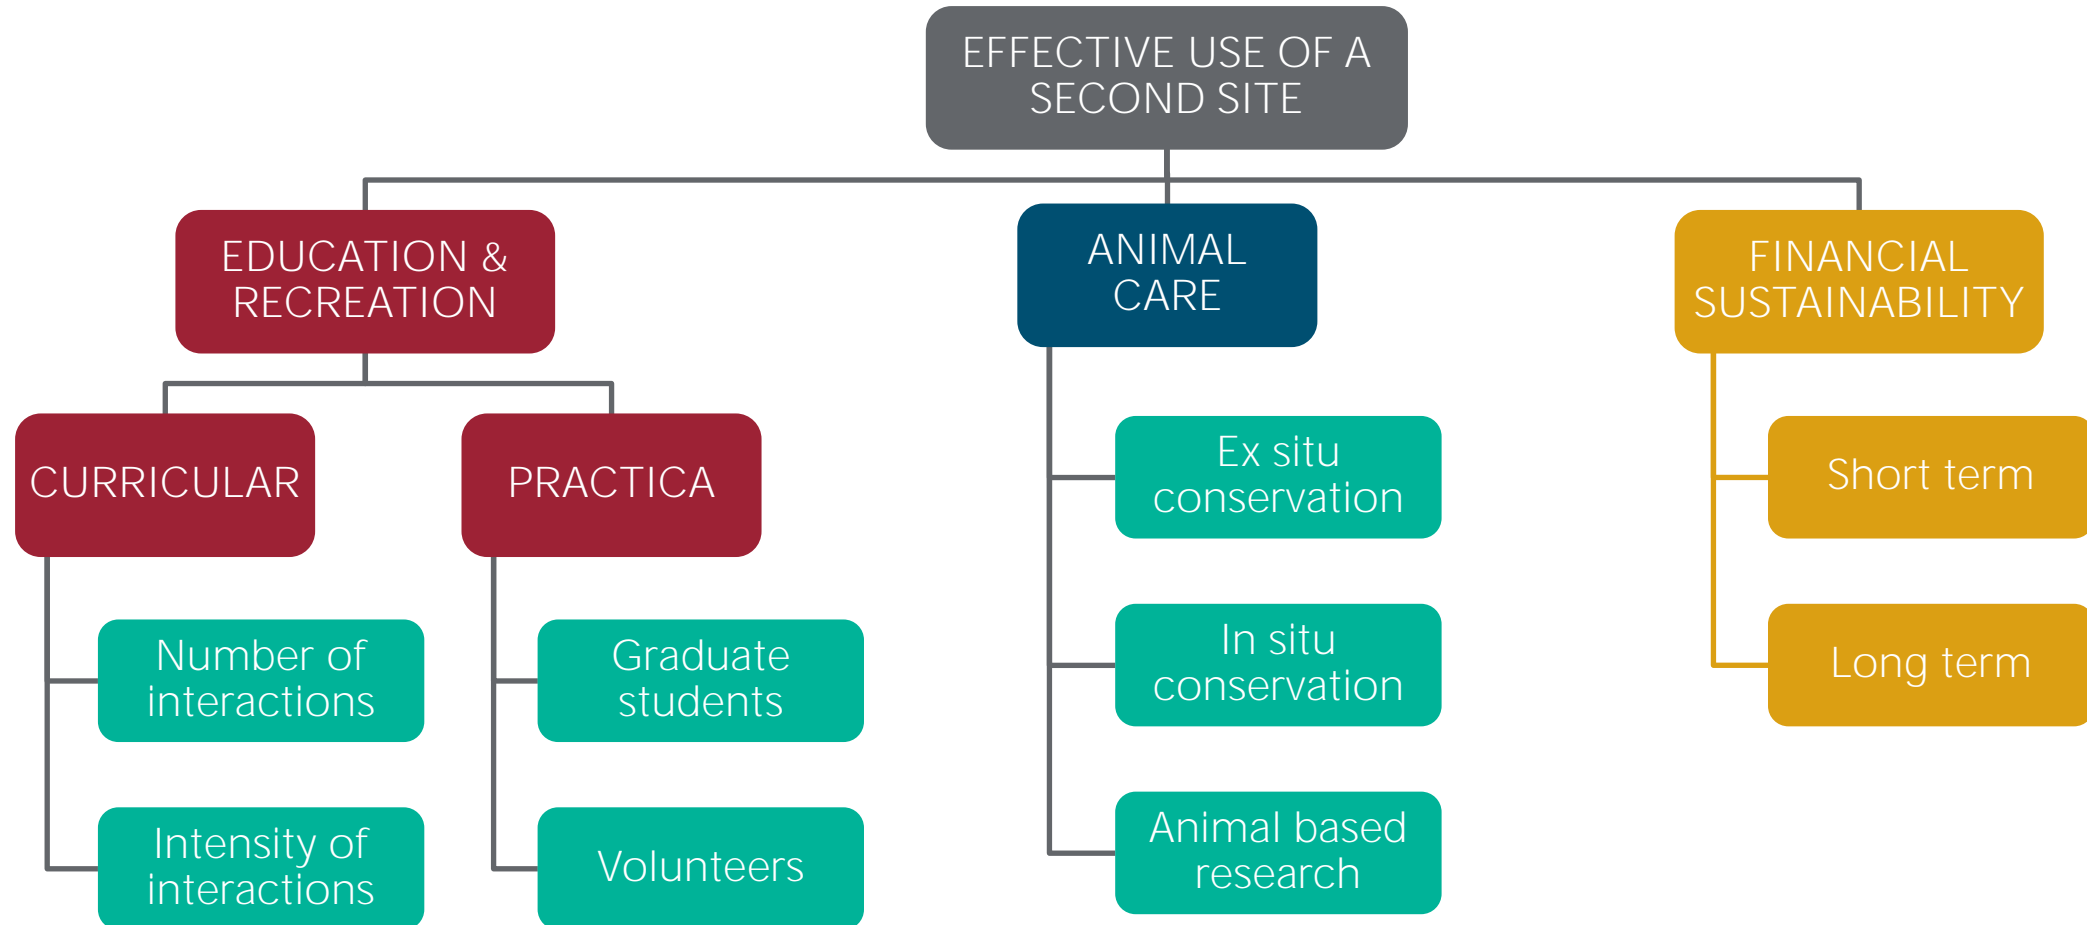 EFFECTIVE USE OF A
SECOND SITE
EDUCATION &
RECREATION
ANIMAL
CARE
FINANCIAL
SUSTAINABILITY
CURRICULAR
PRACTICA
Number of
interactions
Intensity of
interactions
Graduate
students
Volunteers
Ex situ
conservation
In situ
conservation
Animal based
research
Short term
Long term